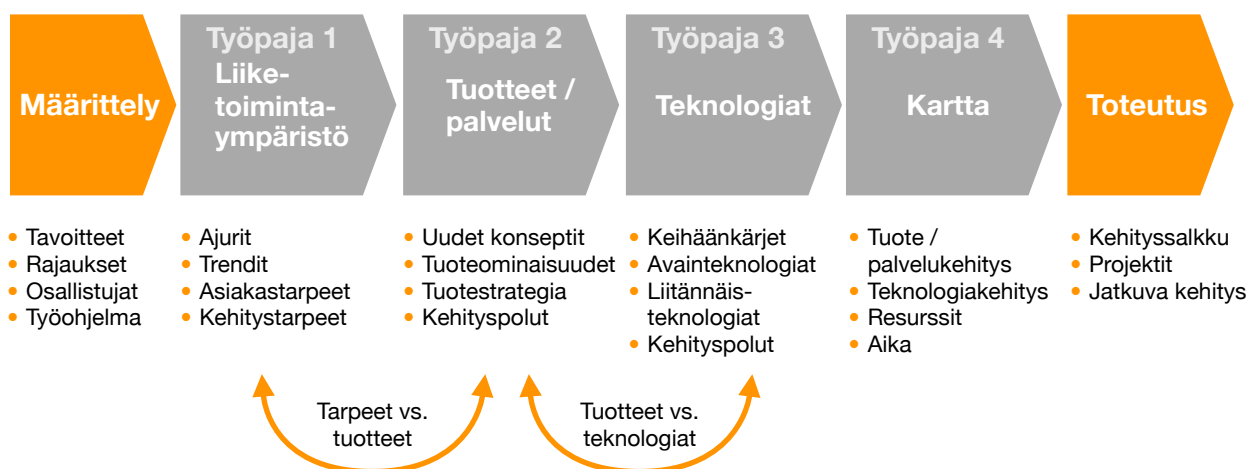 Määrittely
Työpaja 1
Liike-
toiminta-
ympäristö
Työpaja 2
Tuotteet /
palvelut
Työpaja 3
Teknologiat
Työpaja 4
Kartta
Toteutus
• Tavoitteet
• Rajaukset
• Osallistujat
• Työohjelma
• Ajurit
• Trendit
• Asiakastarpeet
• Kehitystarpeet
• Uudet konseptit
• Tuoteominaisuudet
• Tuotestrategia
• Kehityspolut
• Keihäänkärjet
• Avainteknologiat
• Liitännäis-
teknologiat
• Kehityspolut
• Tuote /
palvelukehitys
• Teknologiakehitys
• Resurssit
• Aika
• Kehityssalkku
• Projektit
• Jatkuva kehitys
Tarpeet vs.
tuotteet
Tuotteet vs.
teknologiat